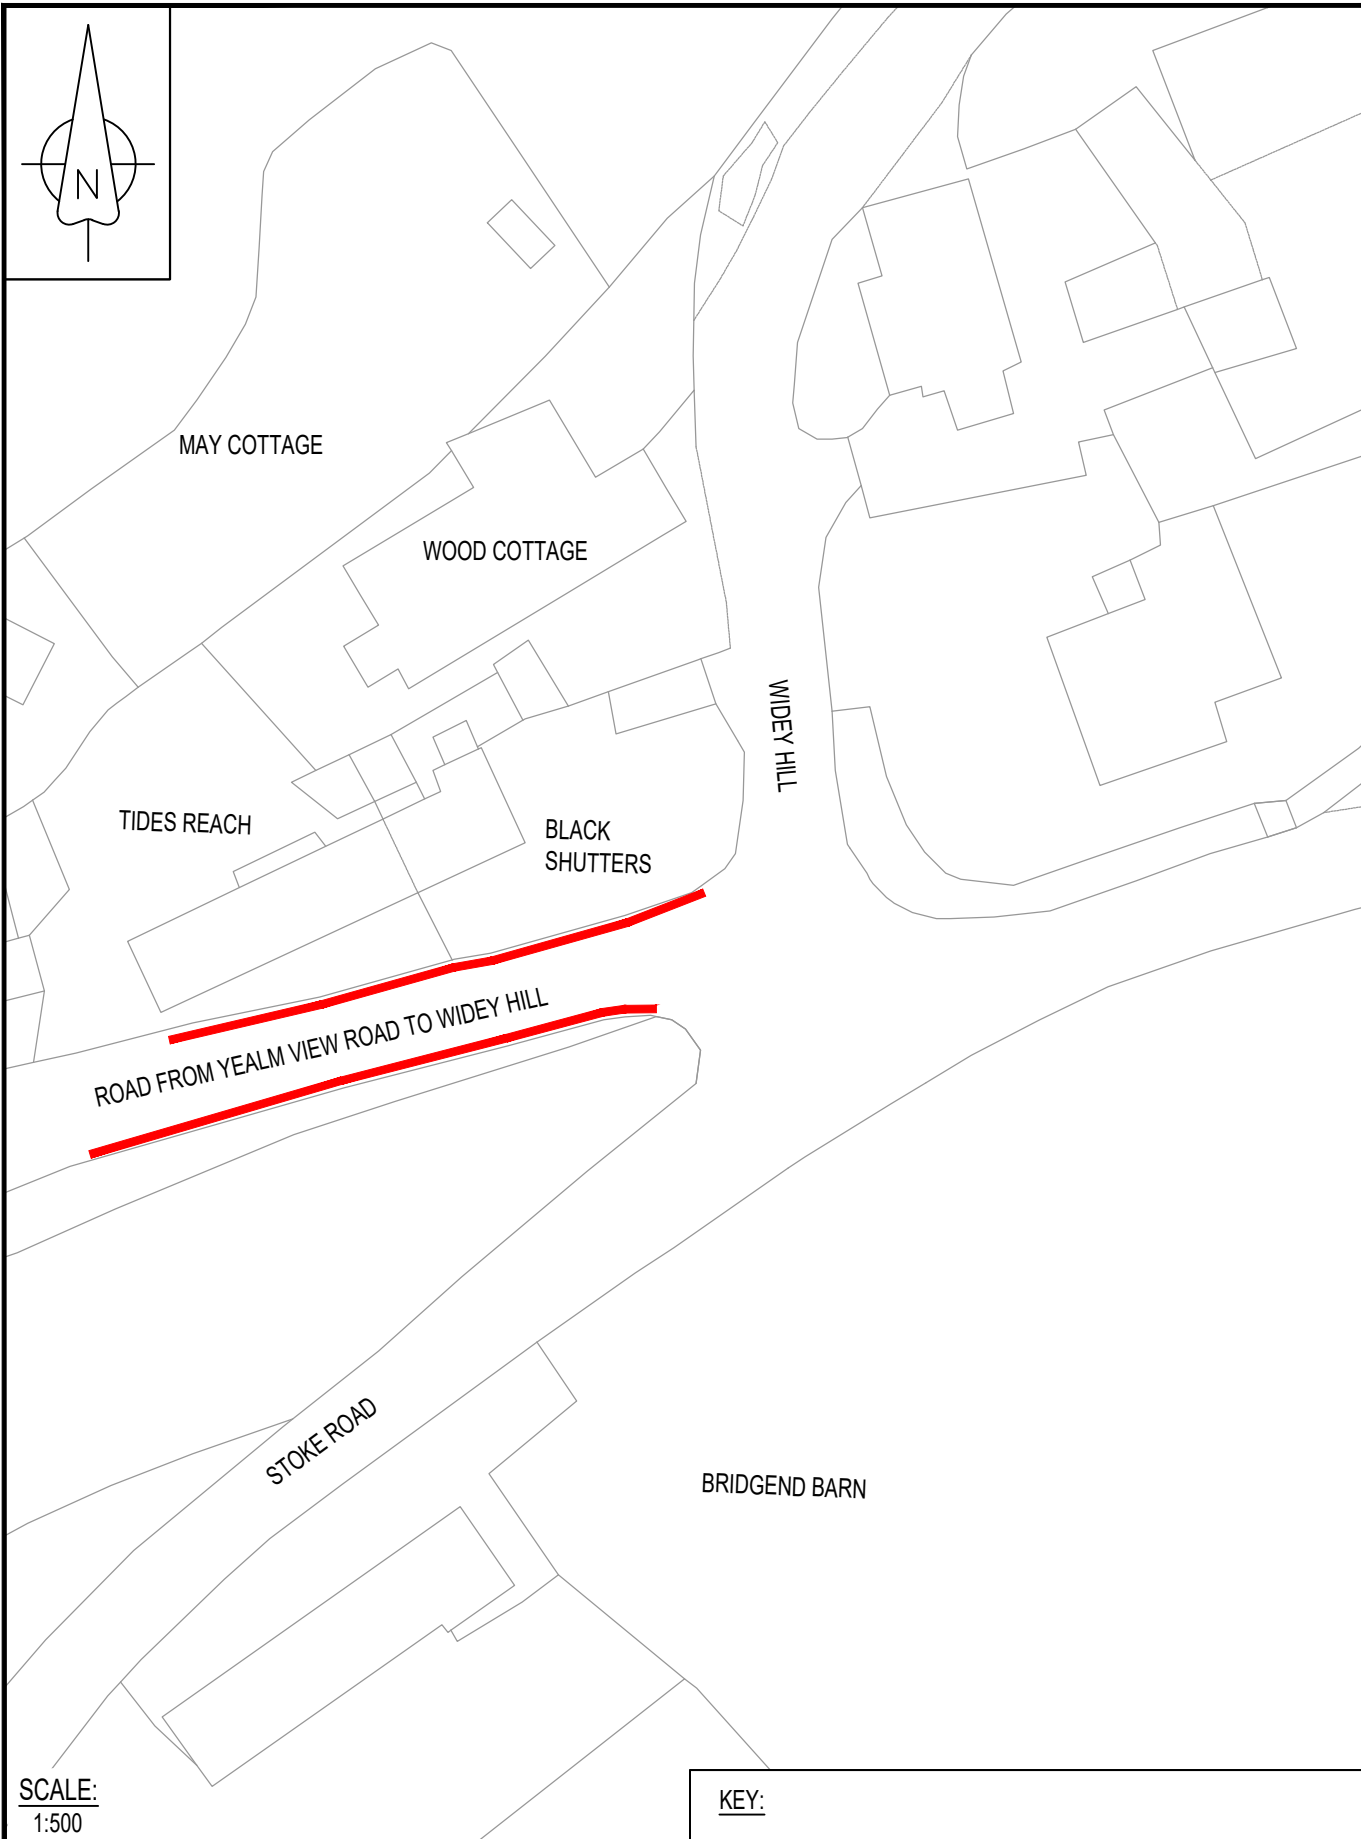 N
MAY COTTAGE
WOOD COTTAGE
WIDEY HILL
TIDES REACH
BLACK
SHUTTERS
ROAD FROM YEALM VIEW ROAD TO WIDEY HILL
STOKE ROAD
BRIDGEND BARN
SCALE:
1:500
KEY: